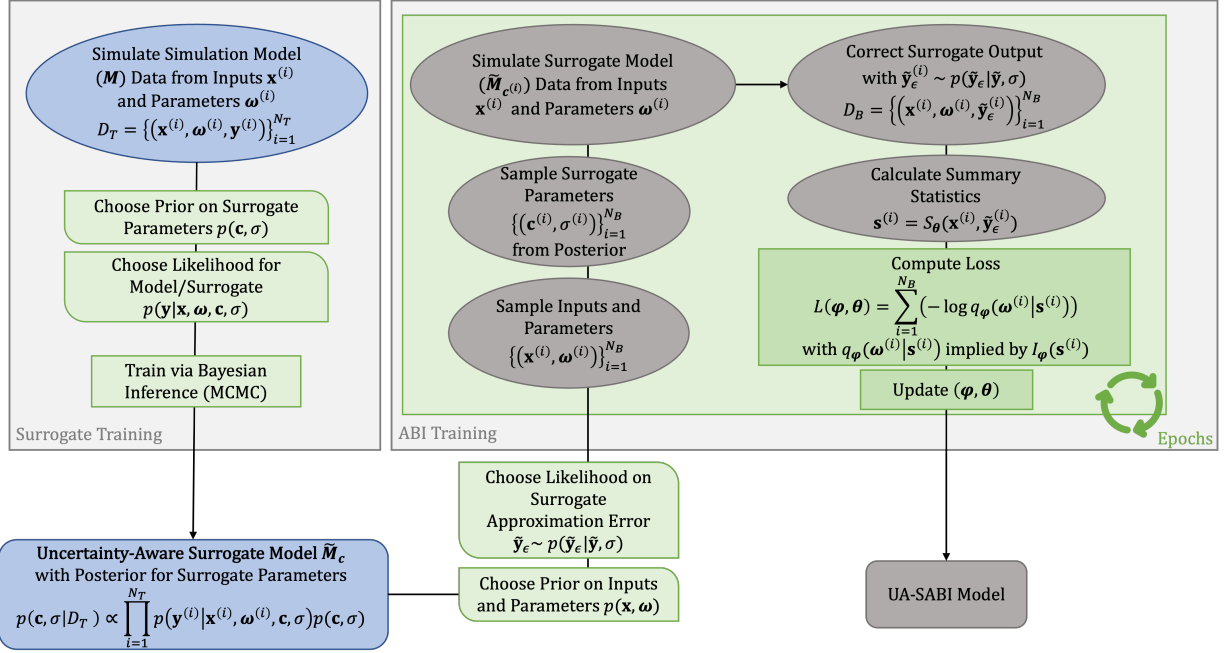 Simulate Simulation Model
(𝑴) Data from Inputs 𝐱⁽ⁱ⁾
and Parameters 𝝎⁽ⁱ⁾
D_T = {(𝐱⁽ⁱ⁾, 𝝎⁽ⁱ⁾, 𝐲⁽ⁱ⁾)}_{i=1}^{N_T}
Choose Prior on Surrogate
Parameters p(𝐜, σ)
Choose Likelihood for
Model/Surrogate
p(𝐲|𝐱, 𝝎, 𝐜, σ)
Train via Bayesian
Inference (MCMC)
Surrogate Training
Uncertainty-Aware Surrogate Model M̃_c
with Posterior for Surrogate Parameters
p(𝐜, σ|D_T) ∝ ∏_{i=1}^{N_T} p(𝐲⁽ⁱ⁾|𝐱⁽ⁱ⁾, 𝝎⁽ⁱ⁾, 𝐜, σ)p(𝐜, σ)
Choose Prior on Inputs
and Parameters p(𝐱, 𝝎)
Choose Likelihood on
Surrogate
Approximation Error
ỹ_ϵ ~ p(ỹ_ϵ|ỹ, σ)
Sample Inputs and
Parameters
{(𝐱⁽ⁱ⁾, 𝝎⁽ⁱ⁾)}_{i=1}^{N_B}
Sample Surrogate
Parameters
{(𝐜⁽ⁱ⁾, σ⁽ⁱ⁾)}_{i=1}^{N_B}
from Posterior
Simulate Surrogate Model
(M̃_{c⁽ⁱ⁾}) Data from Inputs
𝐱⁽ⁱ⁾ and Parameters 𝝎⁽ⁱ⁾
Correct Surrogate Output
with ỹ_ϵ⁽ⁱ⁾ ~ p(ỹ_ϵ|ỹ, σ)
D_B = {(𝐱⁽ⁱ⁾, 𝝎⁽ⁱ⁾, ỹ_ϵ⁽ⁱ⁾)}_{i=1}^{N_B}
Calculate Summary
Statistics
𝐬⁽ⁱ⁾ = S_𝜽(𝐱⁽ⁱ⁾, ỹ_ϵ⁽ⁱ⁾)
Compute Loss
L(𝝋, 𝜽) = ∑_{i=1}^{N_B} (− log q_𝝋(𝝎⁽ⁱ⁾|𝐬⁽ⁱ⁾))
with q_𝝋(𝝎⁽ⁱ⁾|𝐬⁽ⁱ⁾) implied by I_𝝋(𝐬⁽ⁱ⁾)
Update (𝝋, 𝜽)
Epochs
ABI Training
UA-SABI Model